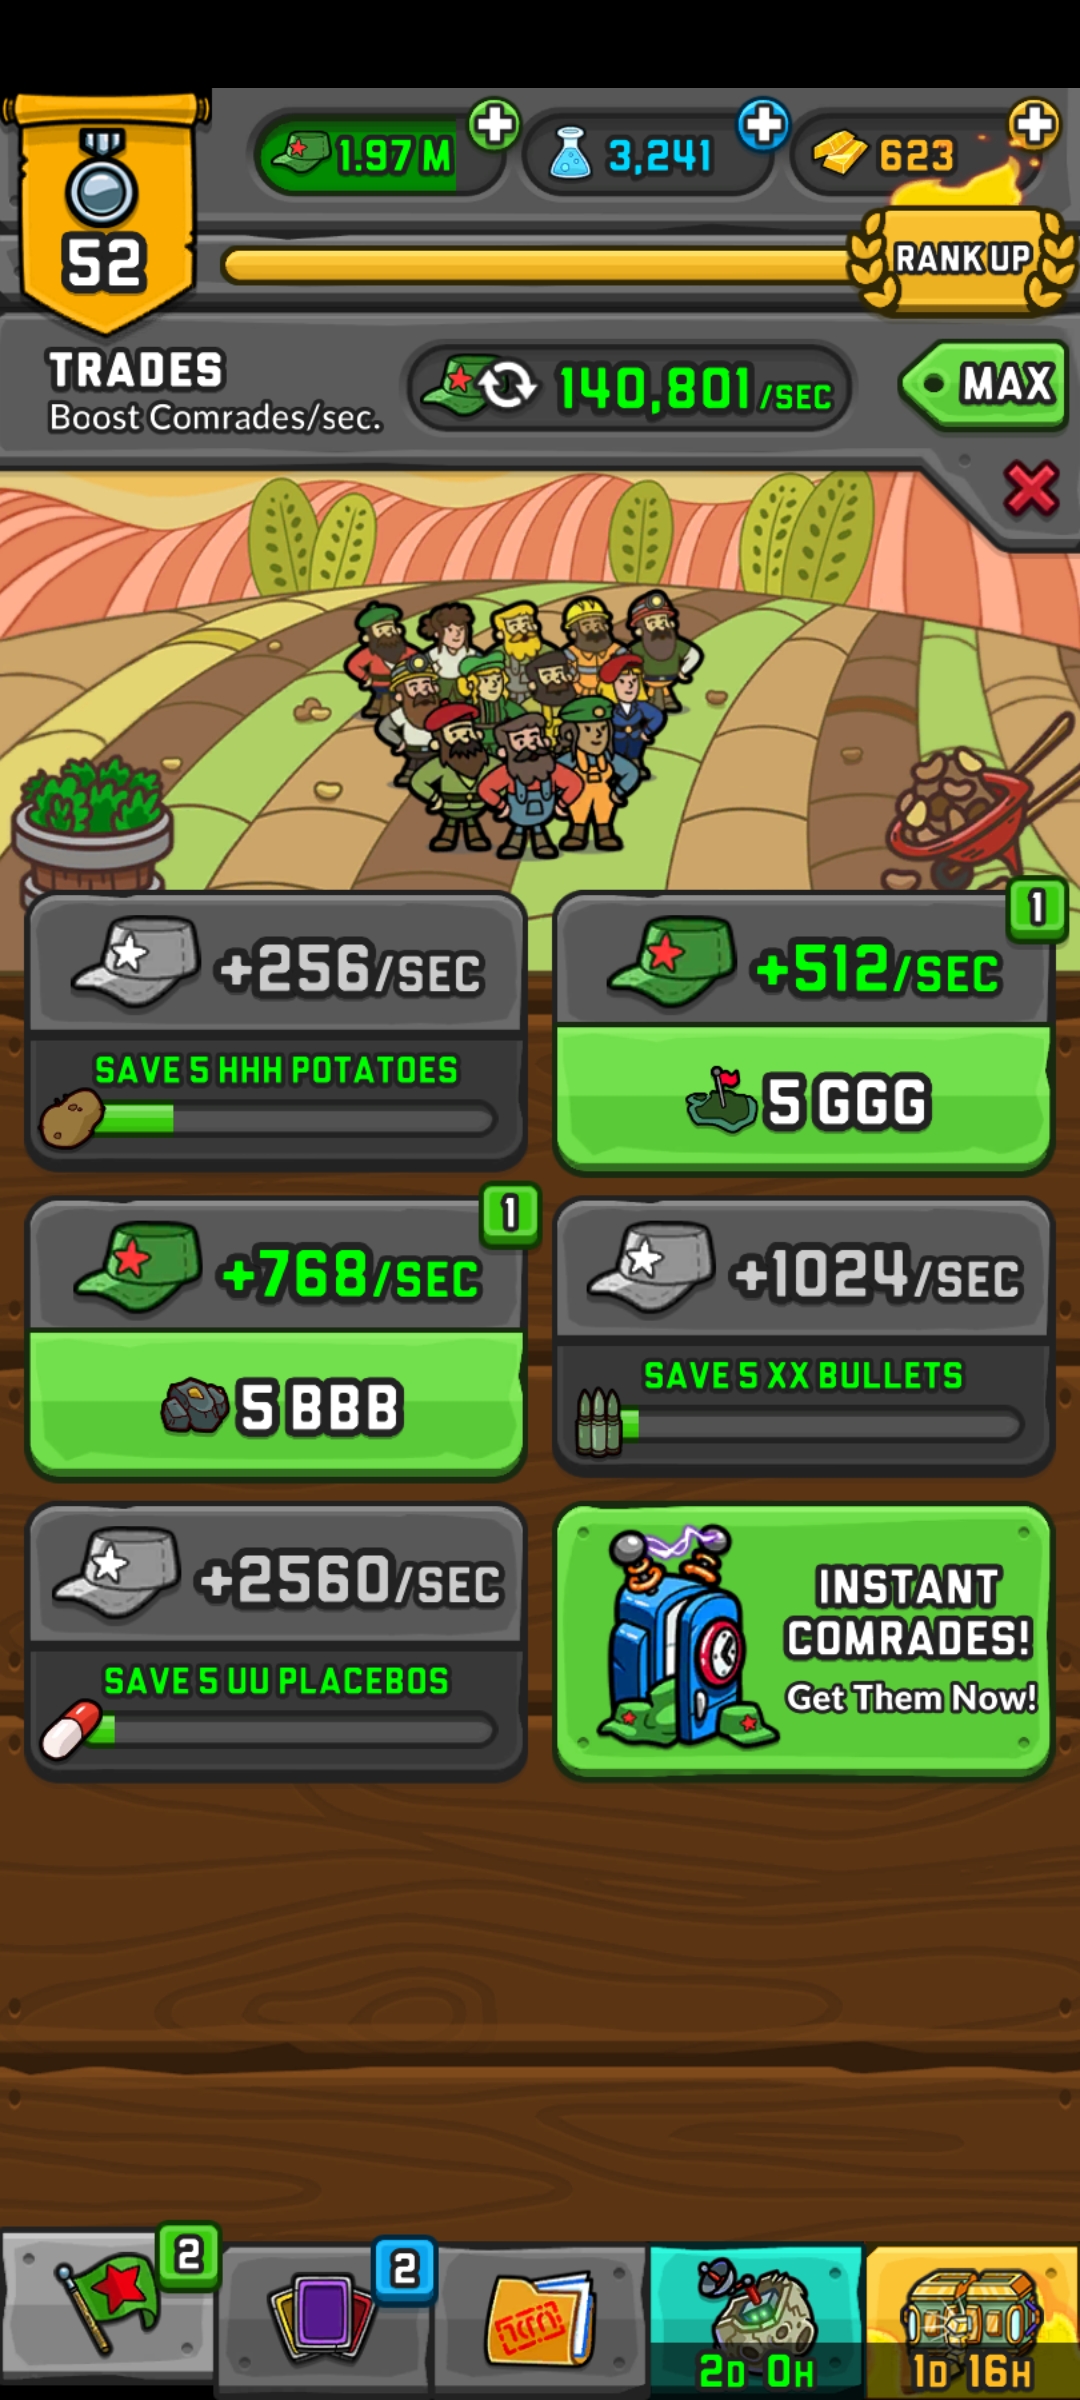 1.97 M
3,241
623
52
RANK UP
TRADES
Boost Comrades/sec.
140,801/SEC
MAX
+256/SEC
SAVE 5 HHH POTATOES
1
+512/SEC
5 GGG
1
+768/SEC
5 BBB
+1024/SEC
SAVE 5 XX BULLETS
+2560/SEC
SAVE 5 UU PLACEBOS
INSTANT
COMRADES!
Get Them Now!
2
2
2D 0H
1D 16H